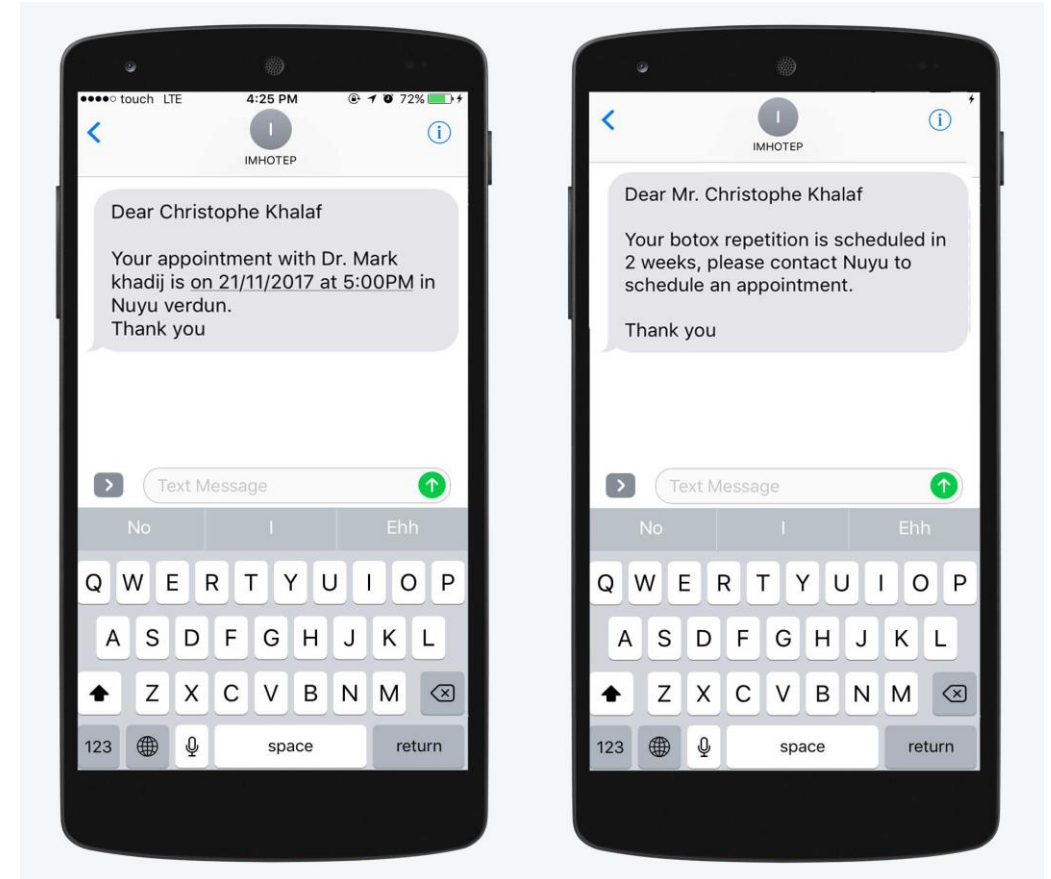 touch LTE 4:25 PM 72%
I
IMHOTEP
Dear Christophe Khalaf
Your appointment with Dr. Mark
khadij is on 21/11/2017 at 5:00PM in
Nuyu verdun.
Thank you
Text Message
No I Ehh
Q W E R T Y U I O P
A S D F G H J K L
Z X C V B N M
123 space return
I
IMHOTEP
Dear Mr. Christophe Khalaf
Your botox repetition is scheduled in
2 weeks, please contact Nuyu to
schedule an appointment.
Thank you
Text Message
No I Ehh
Q W E R T Y U I O P
A S D F G H J K L
Z X C V B N M
123 space return